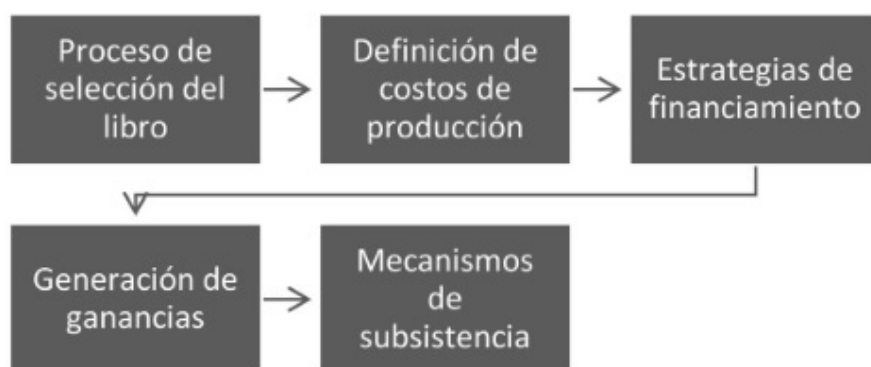 Proceso de
selección del
libro
Definición de
costos de
producción
Estrategias de
financiamiento
Generación de
ganancias
Mecanismos
de
subsistencia